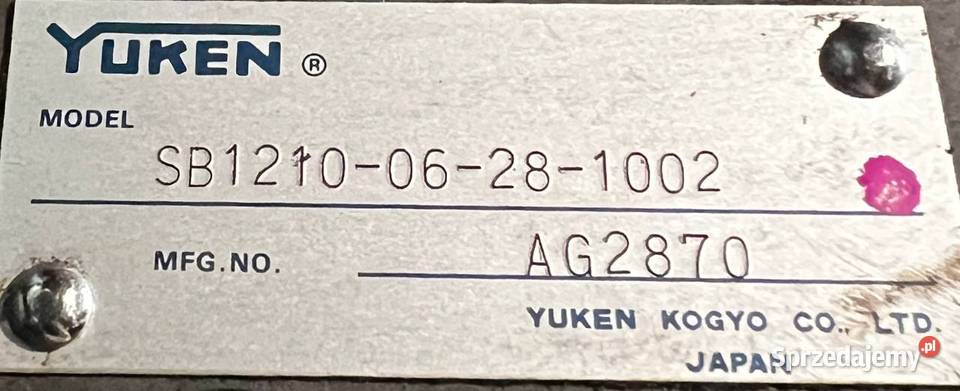 YUKEN ®
MODEL
SB1210-06-28-1002
MFG.NO. AG2870
YUKEN KOGYO CO., LTD.
JAPAN
Sprzedajemy.pl